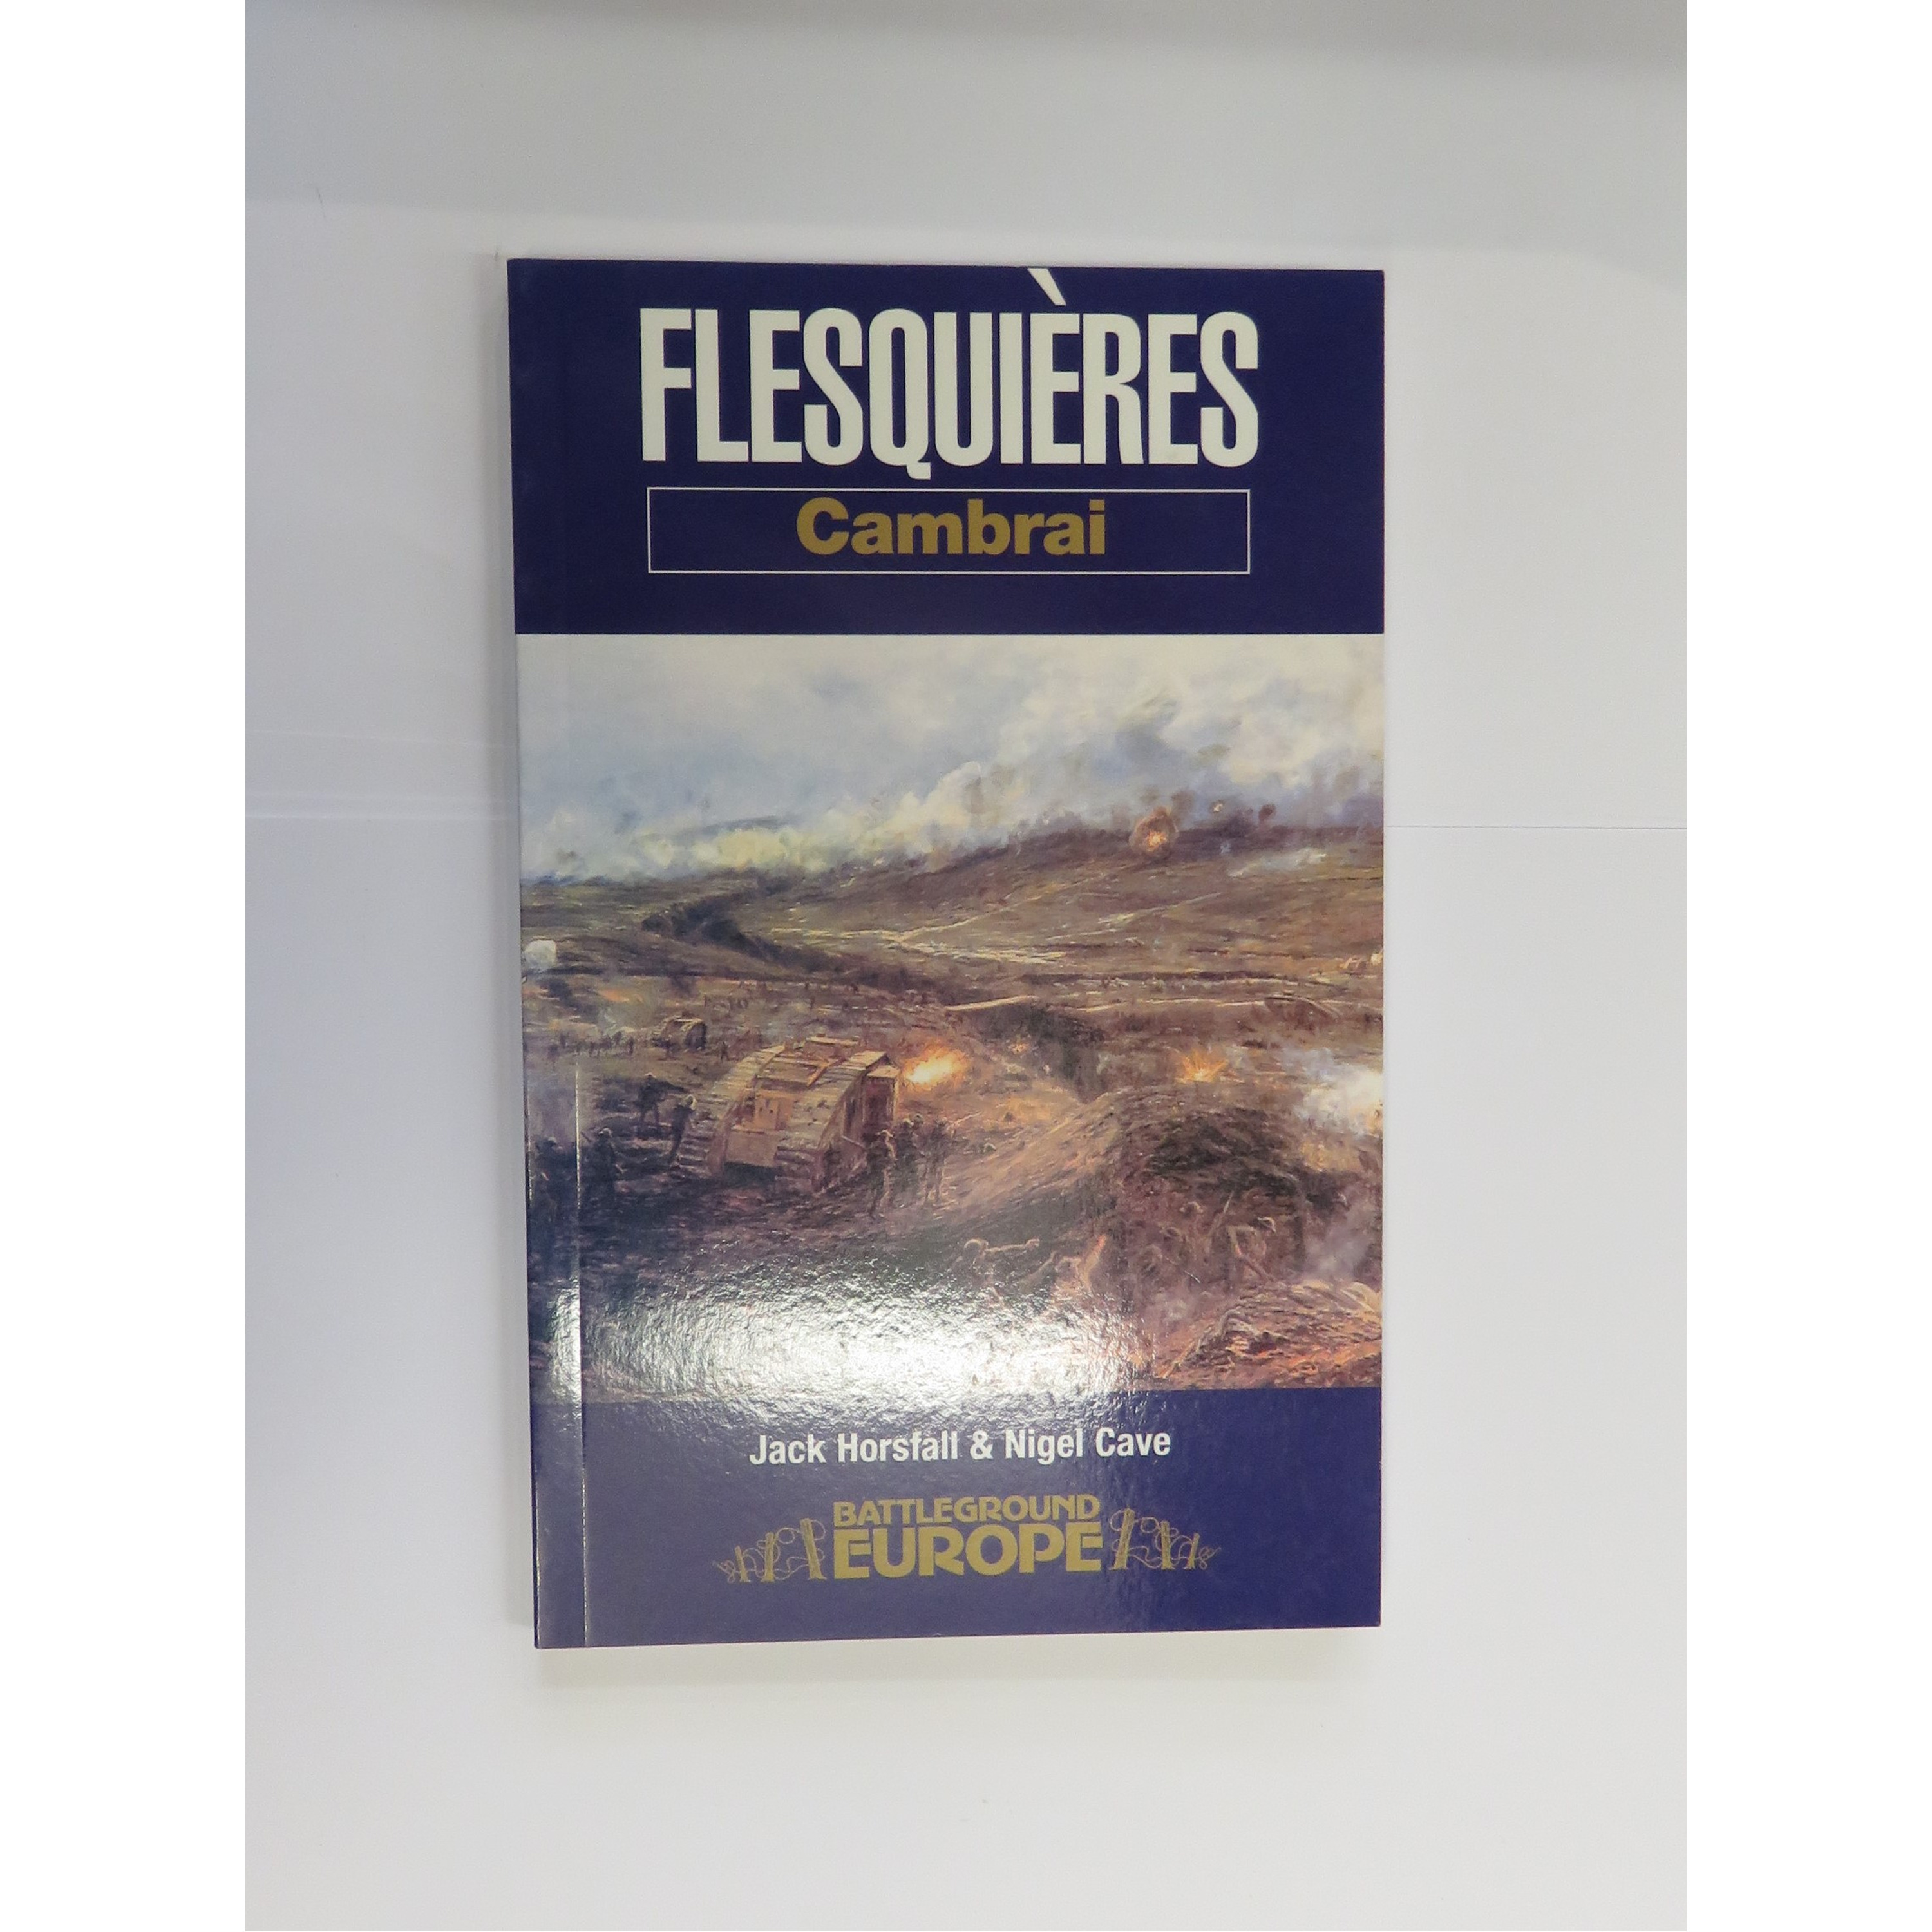 FLESQUIÈRES
Cambrai
Jack Horsfall & Nigel Cave
BATTLEGROUND
EUROPE